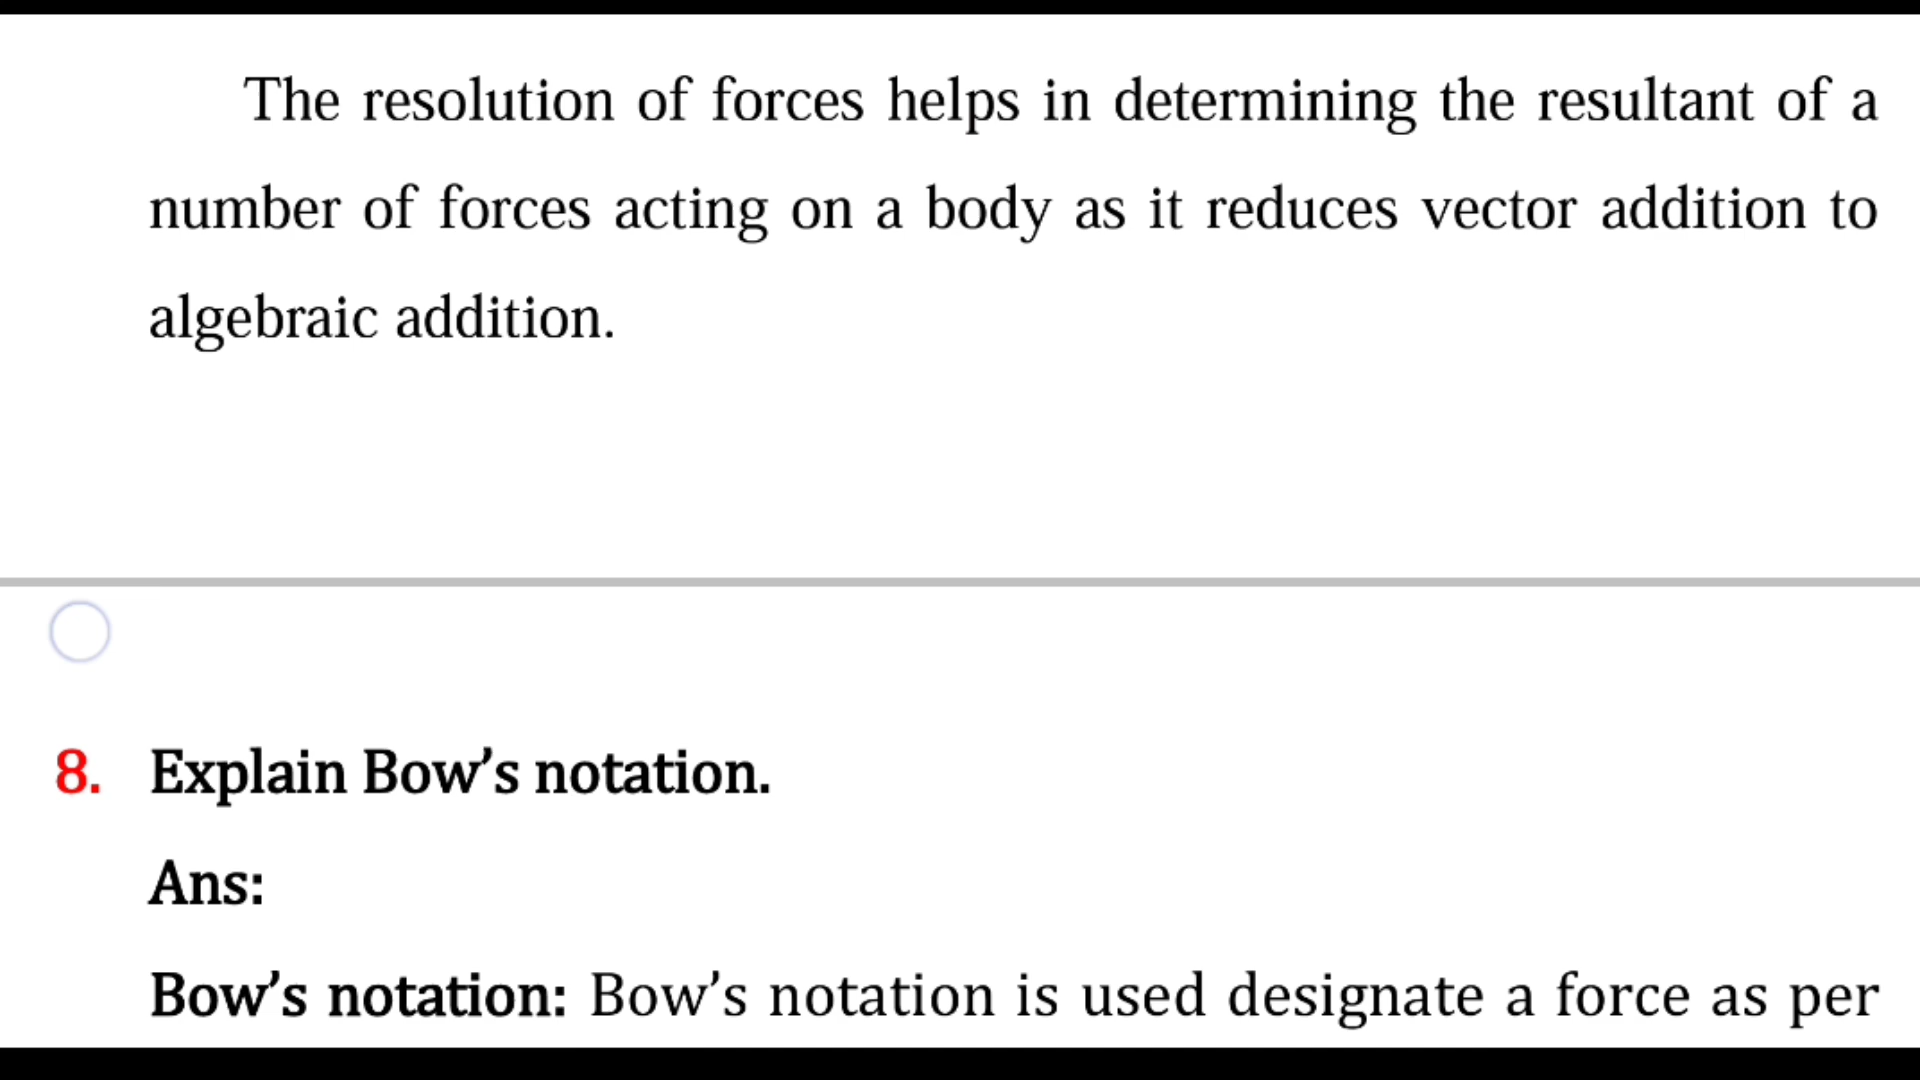 The resolution of forces helps in determining the resultant of a
number of forces acting on a body as it reduces vector addition to
algebraic addition.
8. Explain Bow’s notation.
Ans:
Bow’s notation: Bow’s notation is used designate a force as per